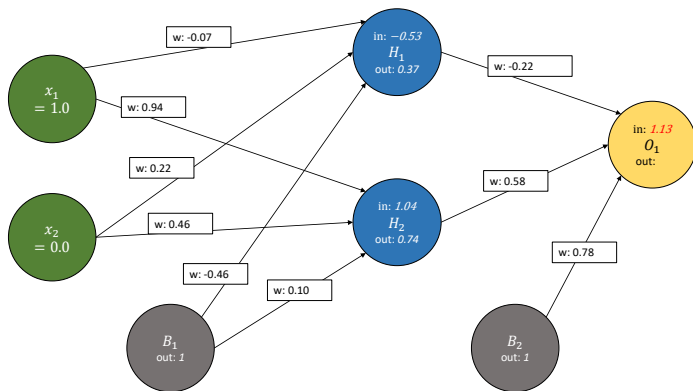 w: -0.07
in: −0.53
H₁
out: 0.37
w: -0.22
x₁
= 1.0
w: 0.94
in: 1.13
O₁
out:
w: 0.22
w: 0.58
x₂
= 0.0
w: 0.46
in: 1.04
H₂
out: 0.74
w: -0.46
w: 0.10
w: 0.78
B₁
out: 1
B₂
out: 1